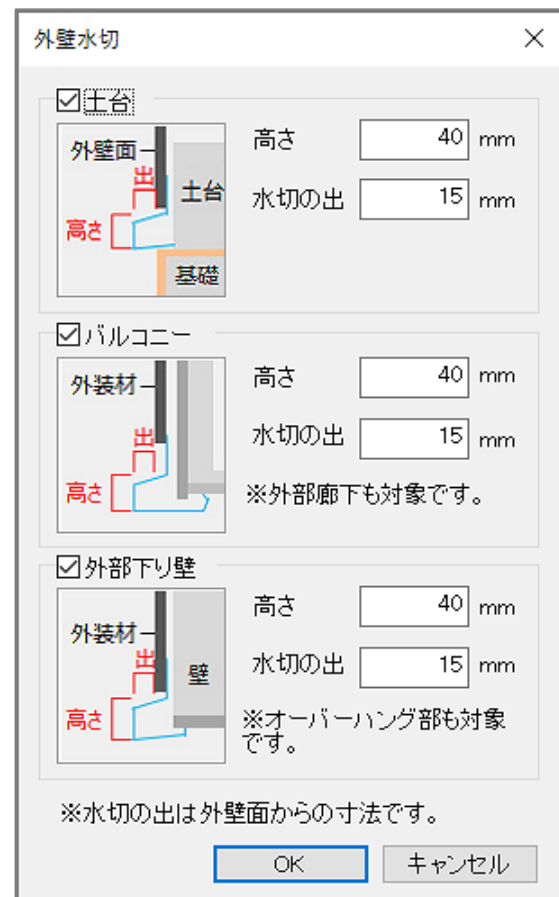 外壁水切
土台
外壁面
出
土台
高さ
基礎
高さ 40 mm
水切の出 15 mm
バルコニー
外装材
出
高さ
高さ 40 mm
水切の出 15 mm
※外部廊下も対象です。
外部下り壁
外装材
出
壁
高さ
高さ 40 mm
水切の出 15 mm
※オーバーハング部も対象
です。
※水切の出は外壁面からの寸法です。
OK キャンセル